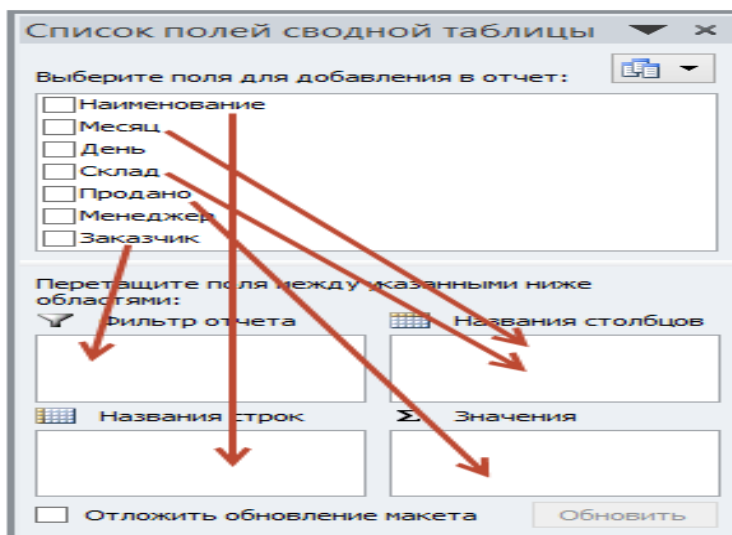 Список полей сводной таблицы
Выберите поля для добавления в отчет:
Наименование
Месяц
День
Склад
Продано
Менеджер
Заказчик
Перетащите поля между указанными ниже
областями:
Фильтр отчета
Названия столбцов
Названия строк
Σ Значения
Отложить обновление макета
Обновить